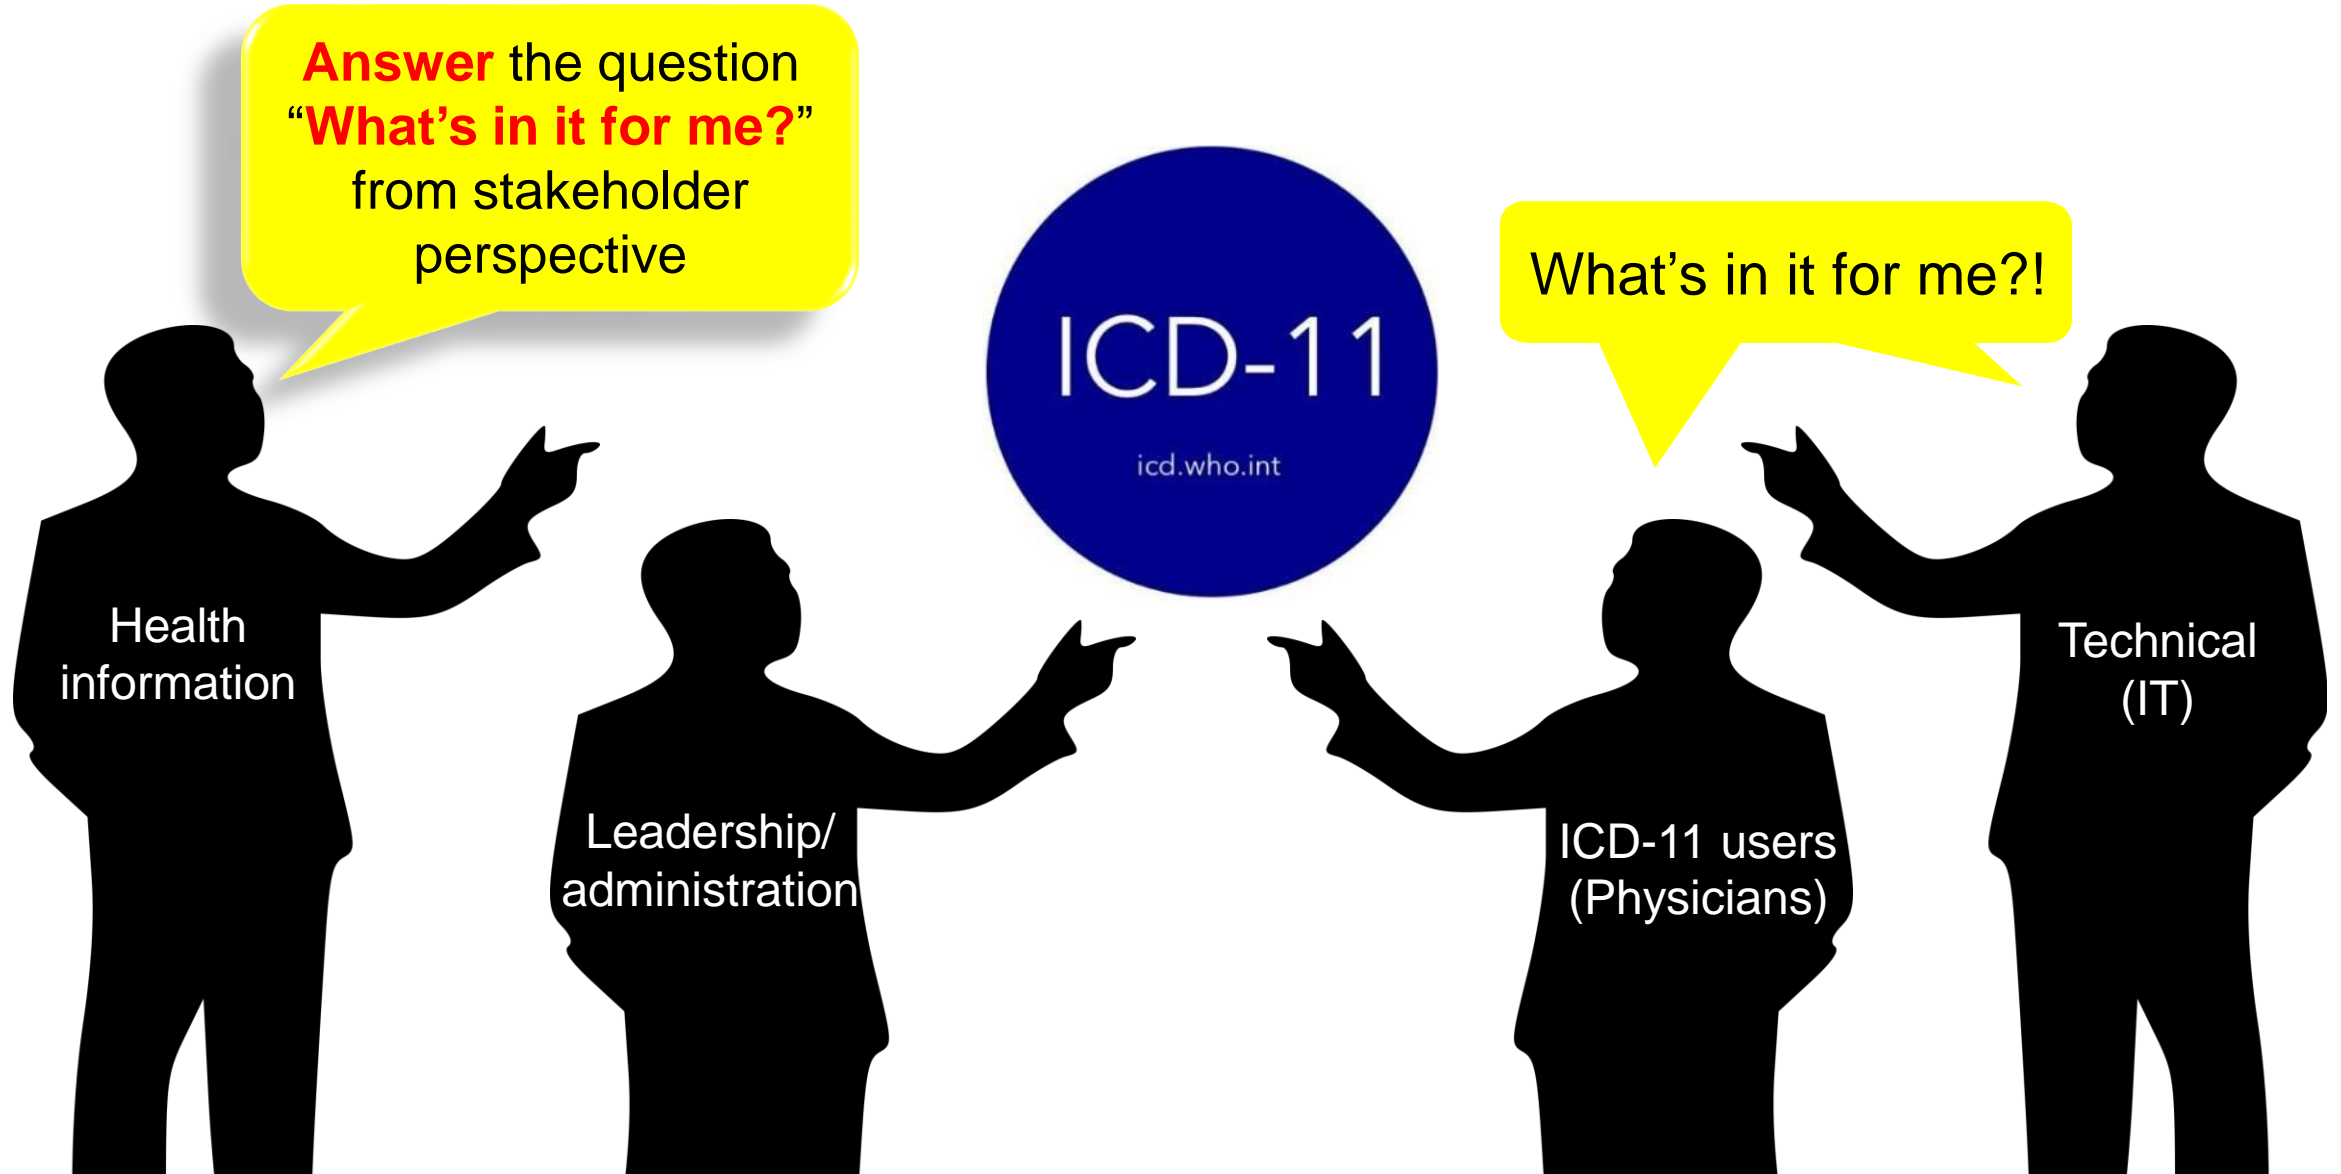 Answer the question
“What’s in it for me?”
from stakeholder
perspective
ICD-11
icd.who.int
What’s in it for me?!
Health
information
Leadership/
administration
ICD-11 users
(Physicians)
Technical
(IT)